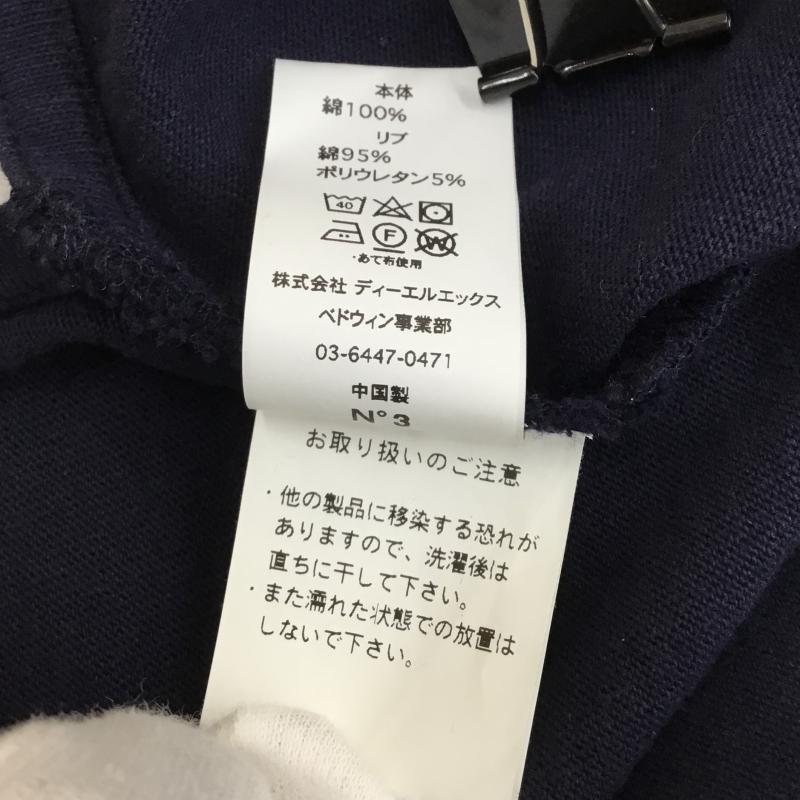 本体
綿100%
リブ
綿95%
ポリウレタン5%
40
F W
・あて布使用
株式会社 ディーエルエックス
ベドウィン事業部
03-6447-0471
中国製
N°3
お取り扱いのご注意
・他の製品に移染する恐れが
ありますので、洗濯後は
直ちに干して下さい。
・また濡れた状態での放置は
しないで下さい。